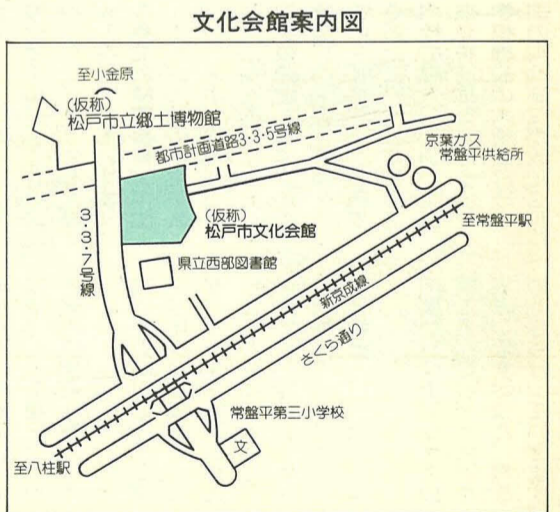 文化会館案内図
至小金原
(仮称)
松戸市立郷土博物館
都市計画道路3・3・5号線
京葉ガス
常盤平供給所
(仮称)
松戸市文化会館
至常盤平駅
3・3・7号線
県立西部図書館
新京成線
さくら通り
常盤平第三小学校
文
至八柱駅